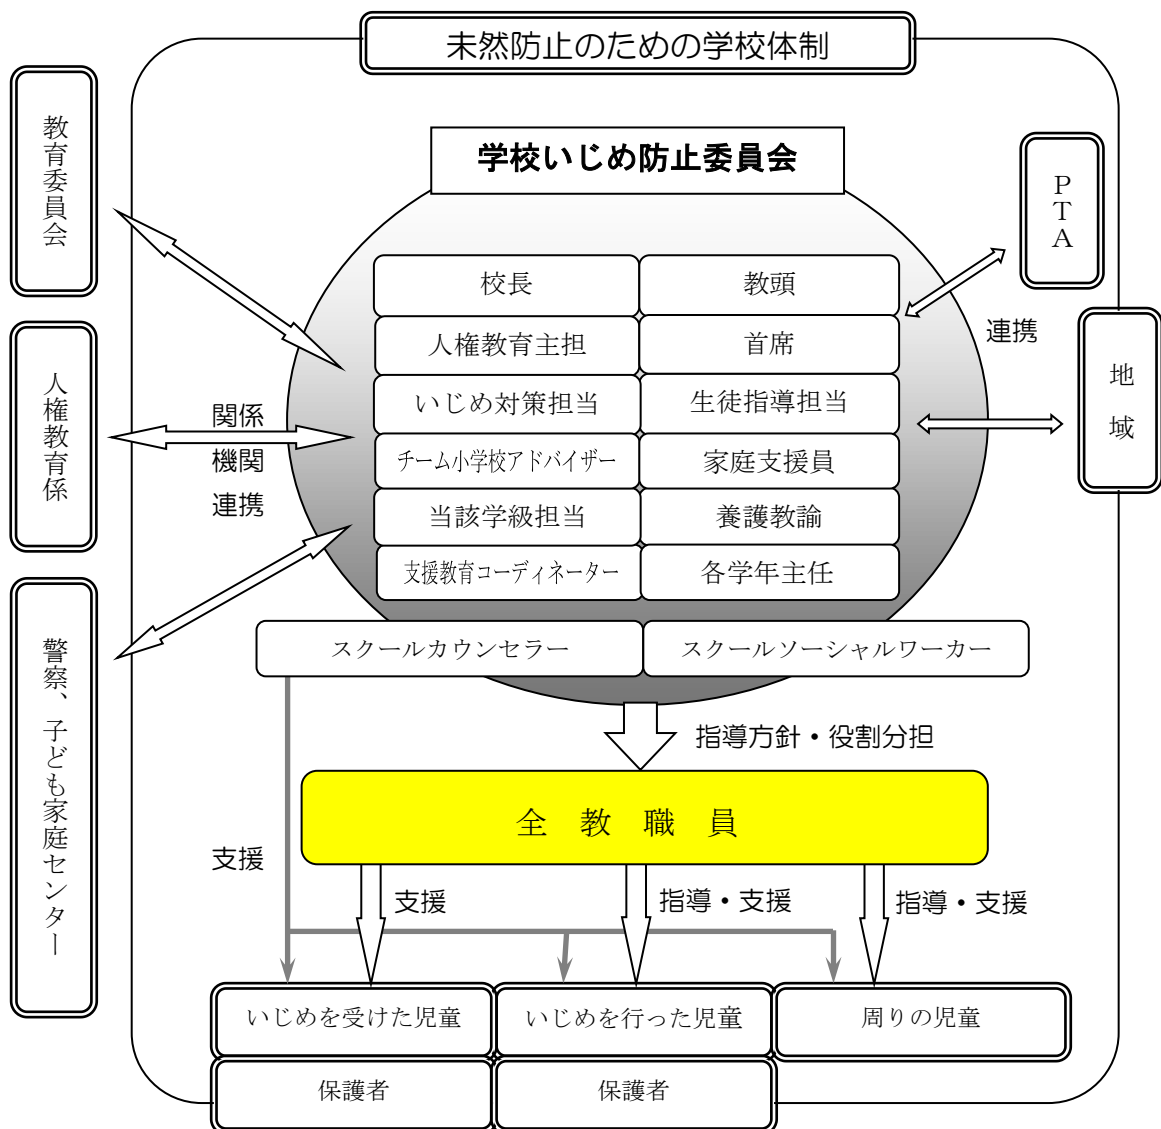 未然防止のための学校体制
教育委員会
人権教育係
警察、子ども家庭センター
学校いじめ防止委員会
PTA
地域
連携
校長
教頭
人権教育主担
首席
いじめ対策担当
生徒指導担当
チーム小学校アドバイザー
家庭支援員
当該学級担当
養護教諭
支援教育コーディネーター
各学年主任
関係
機関
連携
スクールカウンセラー
スクールソーシャルワーカー
指導方針・役割分担
全教職員
支援
支援
指導・支援
指導・支援
いじめを受けた児童
いじめを行った児童
周りの児童
保護者
保護者